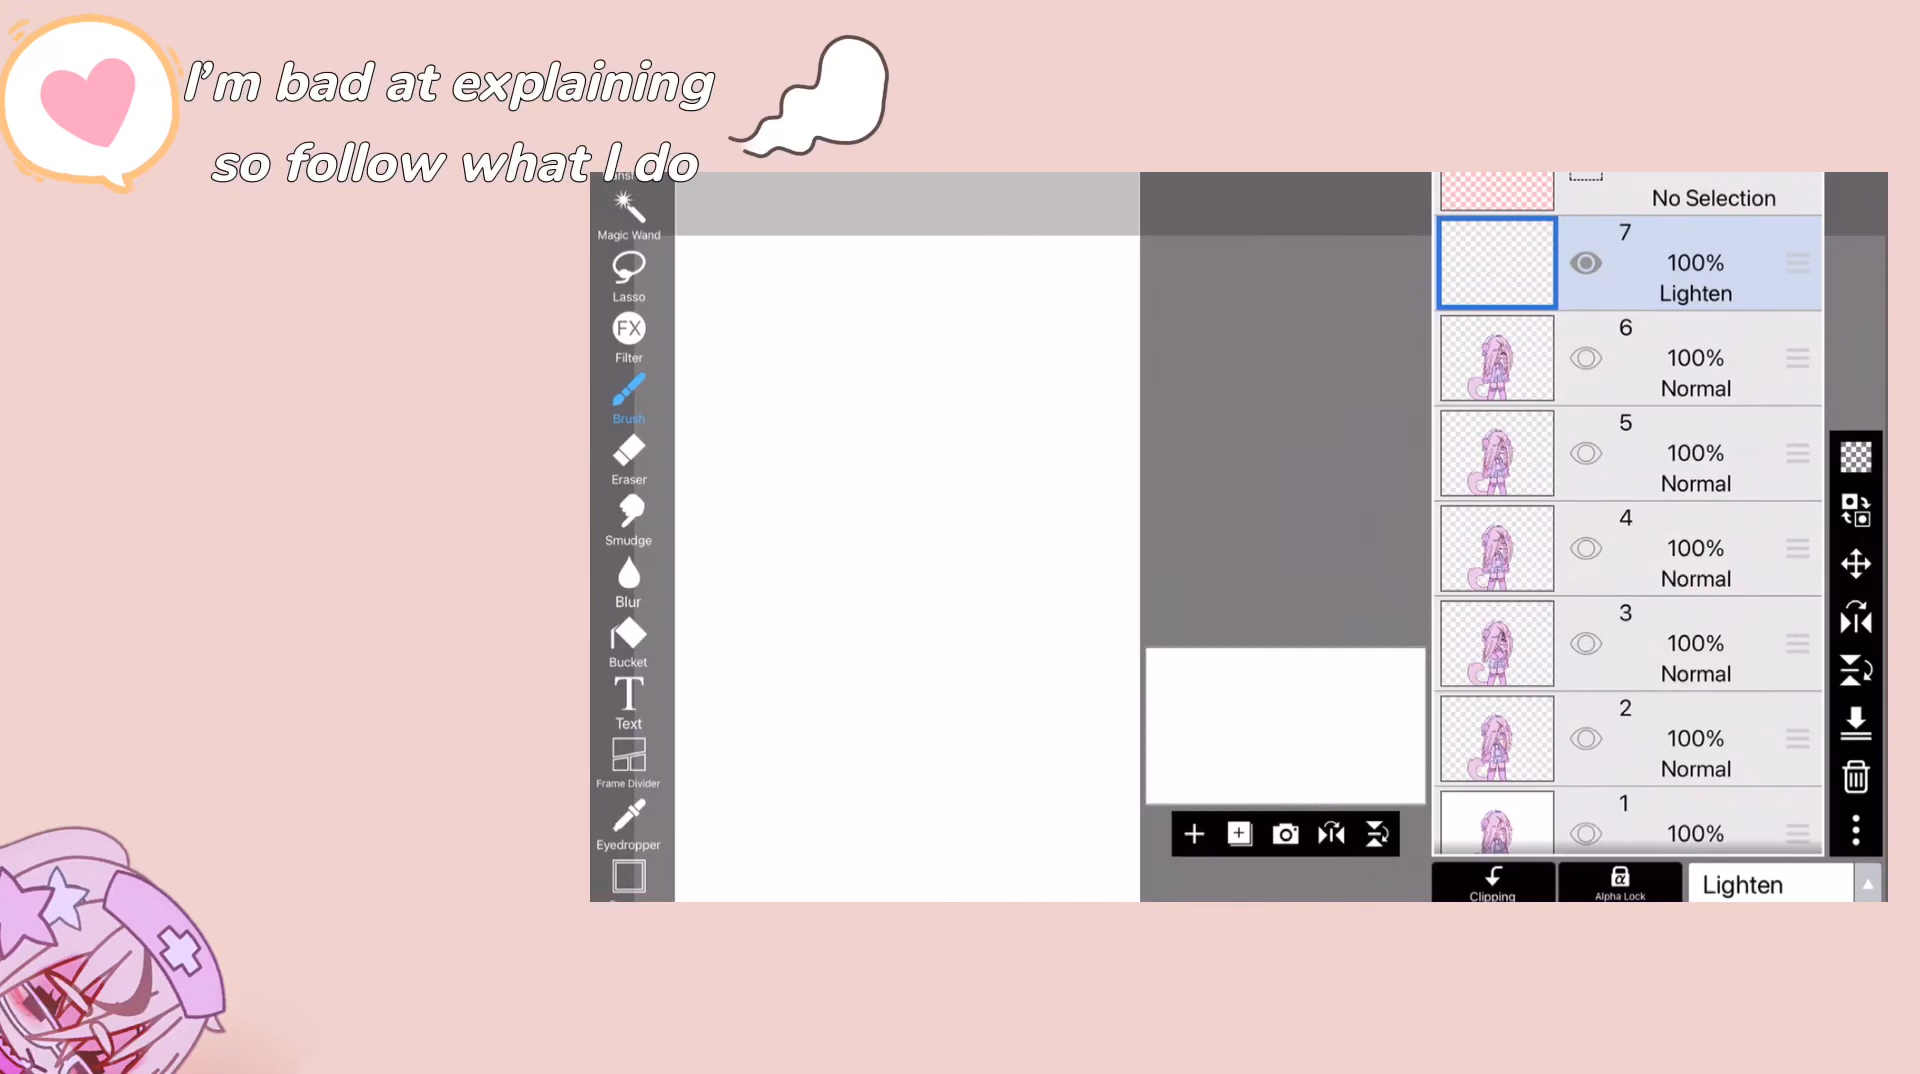 I'm bad at explaining
so follow what I do
Magic Wand
Lasso
FX
Filter
Brush
Eraser
Smudge
Blur
Bucket
T
Text
Frame Divider
Eyedropper
No Selection
7
100%
Lighten
6
100%
Normal
5
100%
Normal
4
100%
Normal
3
100%
Normal
2
100%
Normal
1
100%
Clipping
α
Alpha Lock
Lighten